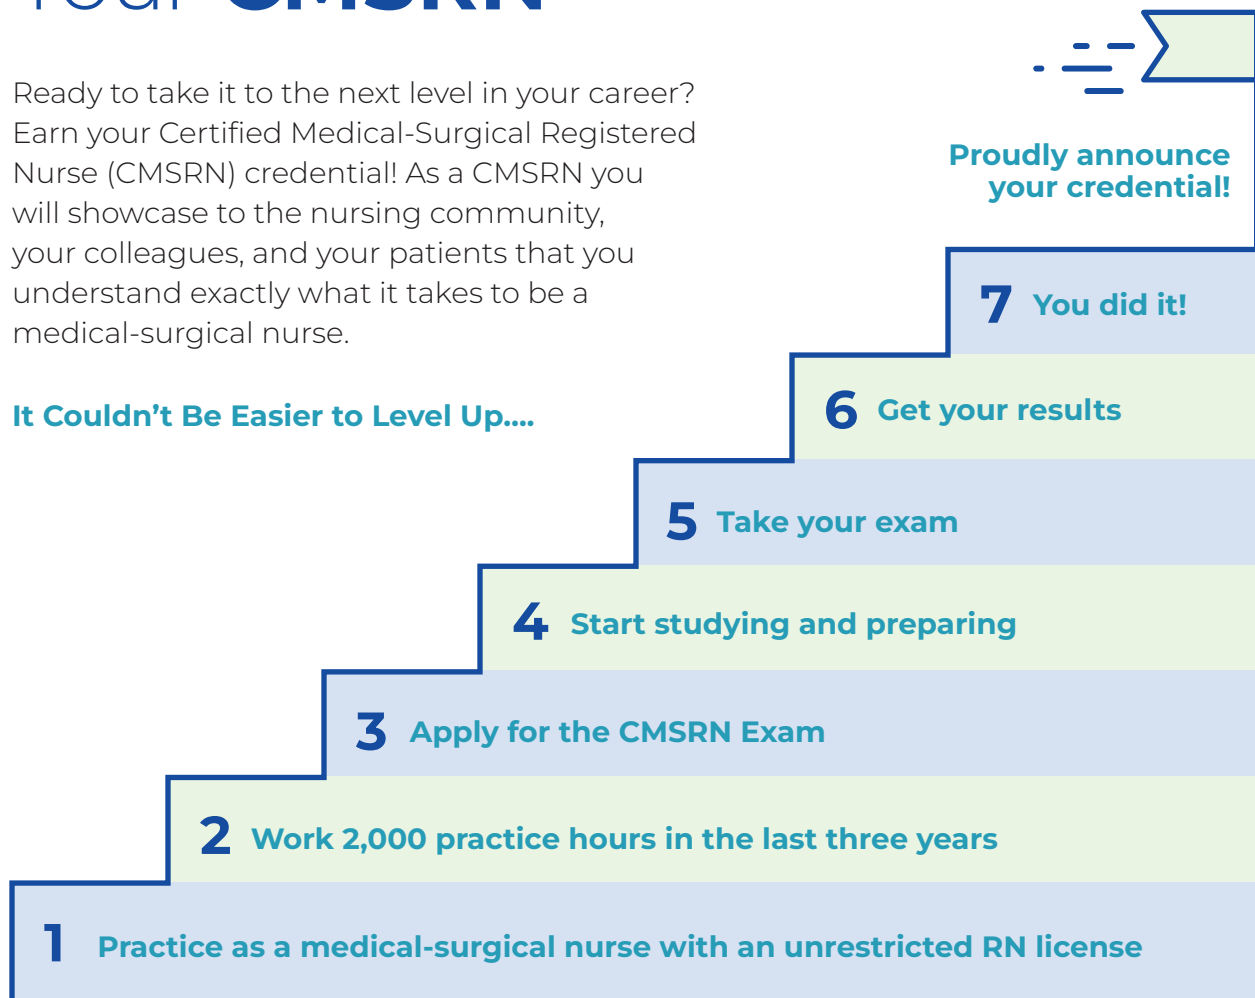 Your CMSRN
Ready to take it to the next level in your career?
Earn your Certified Medical-Surgical Registered
Nurse (CMSRN) credential! As a CMSRN you
will showcase to the nursing community,
your colleagues, and your patients that you
understand exactly what it takes to be a
medical-surgical nurse.
It Couldn’t Be Easier to Level Up....
Proudly announce
your credential!
7 You did it!
6 Get your results
5 Take your exam
4 Start studying and preparing
3 Apply for the CMSRN Exam
2 Work 2,000 practice hours in the last three years
1 Practice as a medical-surgical nurse with an unrestricted RN license